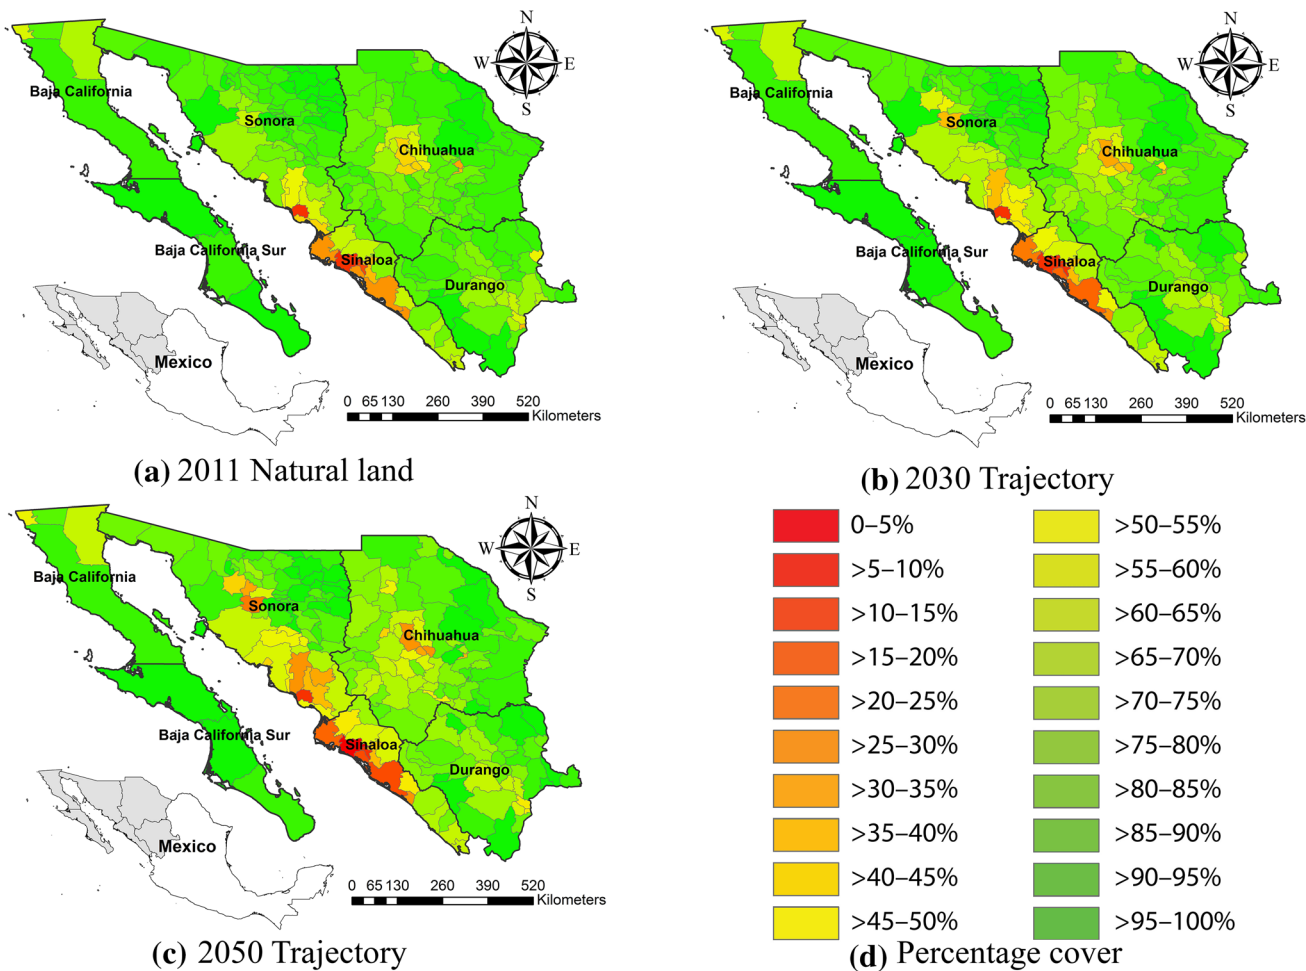 N
W E
S
Baja California
Sonora
Chihuahua
Baja California Sur
Sinaloa
Durango
Mexico
0 65 130 260 390 520
Kilometers
(a) 2011 Natural land
N
W E
S
Baja California
Sonora
Chihuahua
Baja California Sur
Sinaloa
Durango
Mexico
0 65 130 260 390 520
Kilometers
(b) 2030 Trajectory
N
W E
S
Baja California
Sonora
Chihuahua
Baja California Sur
Sinaloa
Durango
Mexico
0 65 130 260 390 520
Kilometers
(c) 2050 Trajectory
0–5%
>5–10%
>10–15%
>15–20%
>20–25%
>25–30%
>30–35%
>35–40%
>40–45%
>45–50%
>50–55%
>55–60%
>60–65%
>65–70%
>70–75%
>75–80%
>80–85%
>85–90%
>90–95%
>95–100%
(d) Percentage cover